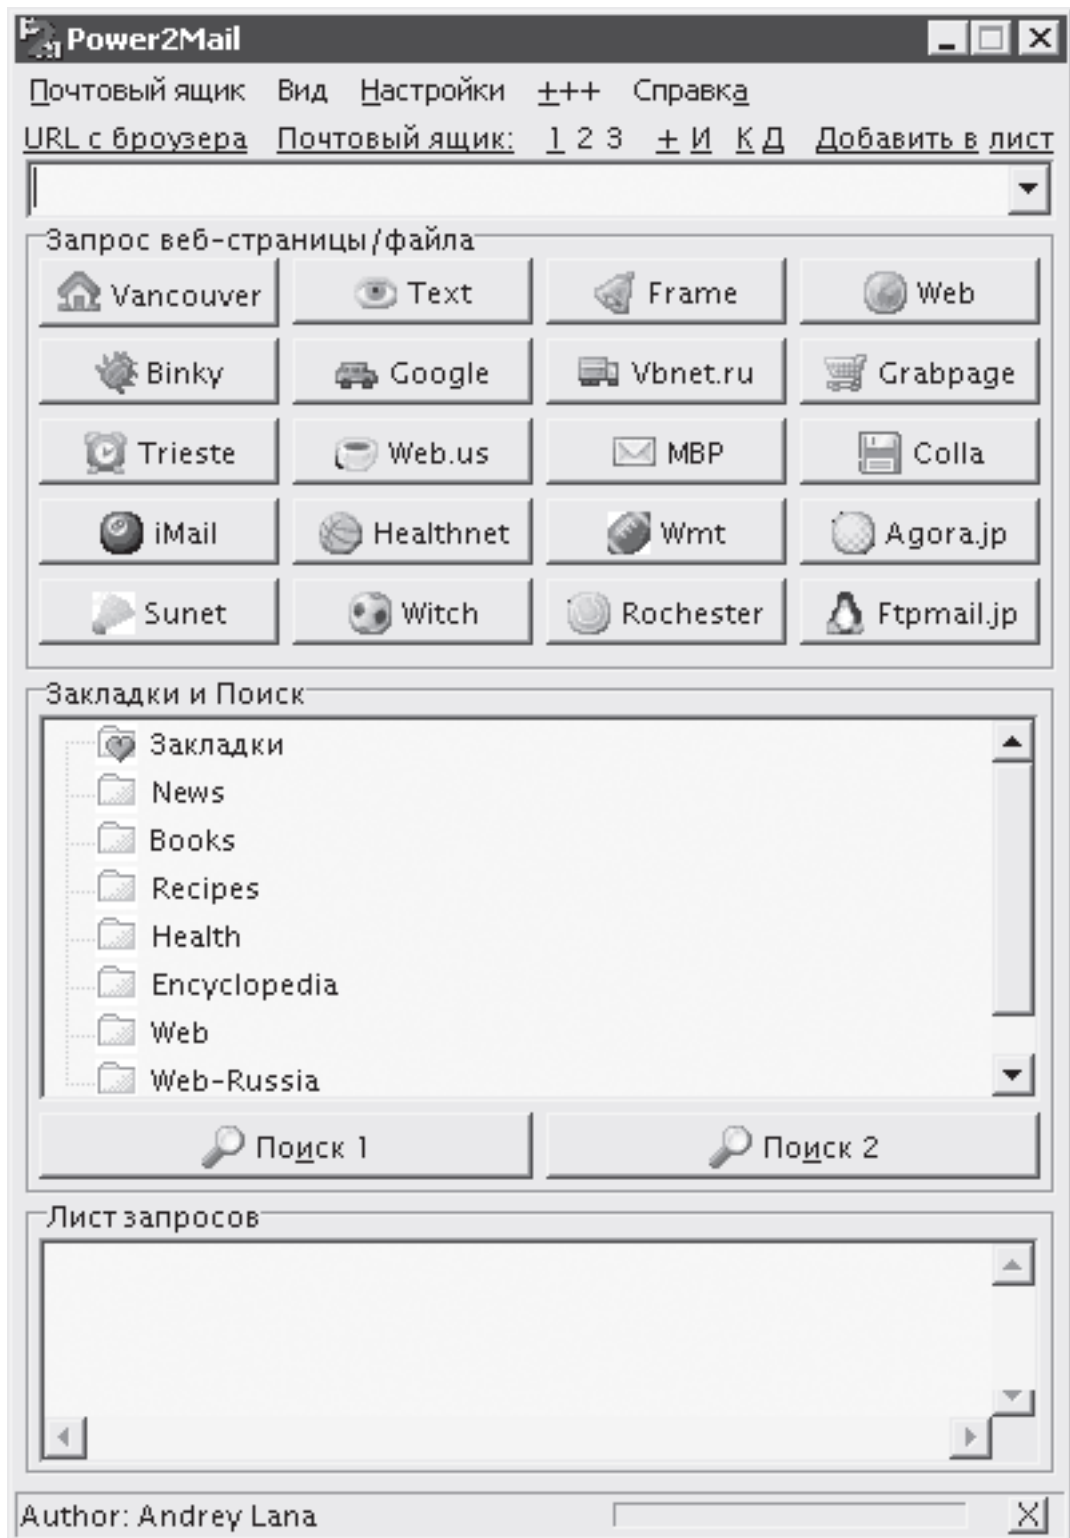 Power2Mail
Почтовый ящик Вид Настройки +++ Справка
URL с броузера Почтовый ящик: 1 2 3 + И К Д Добавить в лист
Запрос веб-страницы/файла
Vancouver Text Frame Web
Binky Google Vbnet.ru Grabpage
Trieste Web.us MBP Colla
iMail Healthnet Wmt Agora.jp
Sunet Witch Rochester Ftpmail.jp
Закладки и Поиск
Закладки
News
Books
Recipes
Health
Encyclopedia
Web
Web-Russia
Поиск 1 Поиск 2
Лист запросов
Author: Andrey Lana